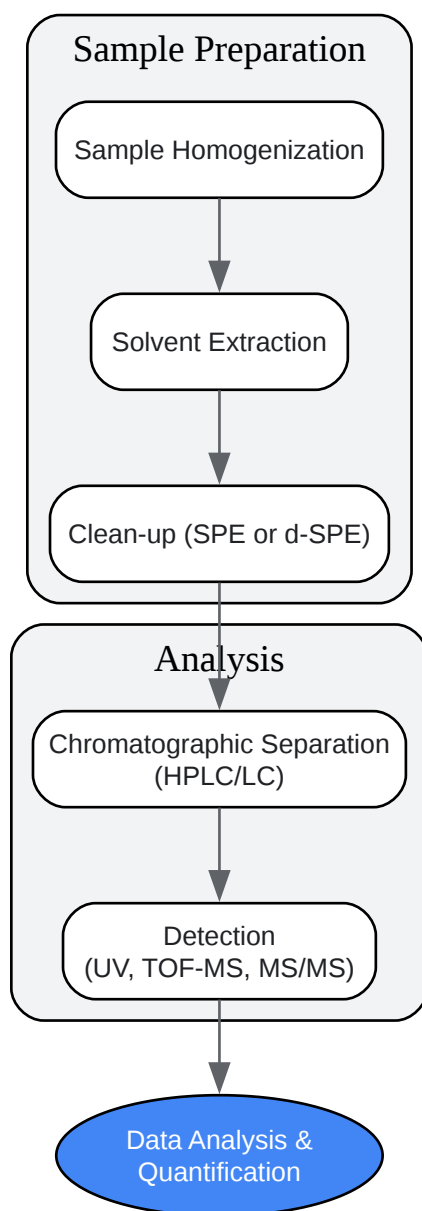 Sample Preparation
Sample Homogenization
Solvent Extraction
Clean-up (SPE or d-SPE)
Analysis
Chromatographic Separation
(HPLC/LC)
Detection
(UV, TOF-MS, MS/MS)
Data Analysis &
Quantification